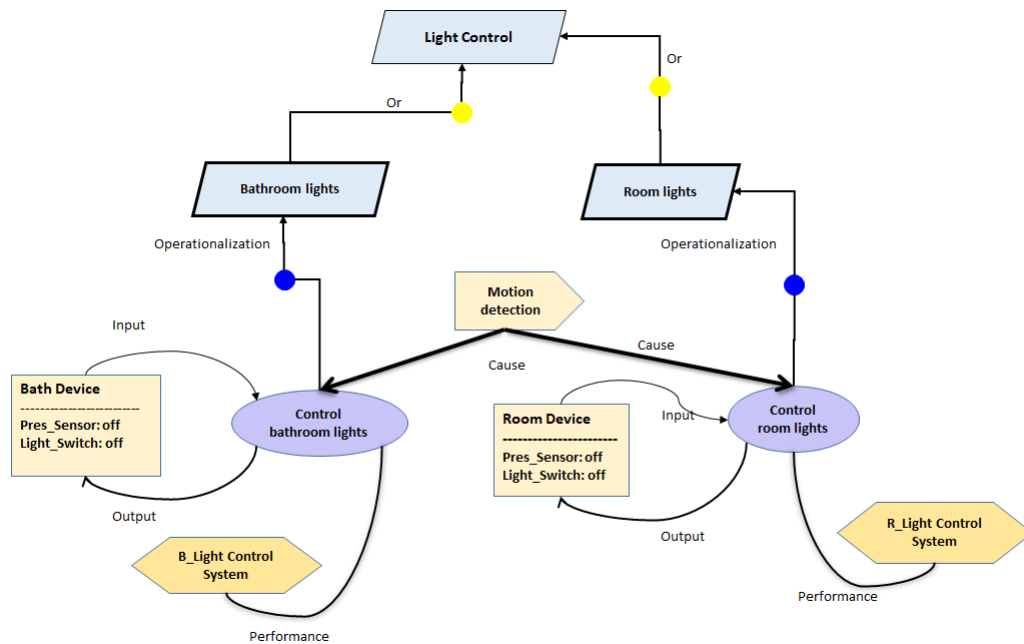 Light Control
Or
Or
Bathroom lights
Room lights
Operationalization
Operationalization
Motion
detection
Input
Cause
Cause
Bath Device
--------------------------
Pres_Sensor: off
Light_Switch: off
Control
bathroom lights
Room Device
------------------------
Pres_Sensor: off
Light_Switch: off
Input
Control
room lights
Output
Output
B_Light Control
System
R_Light Control
System
Performance
Performance